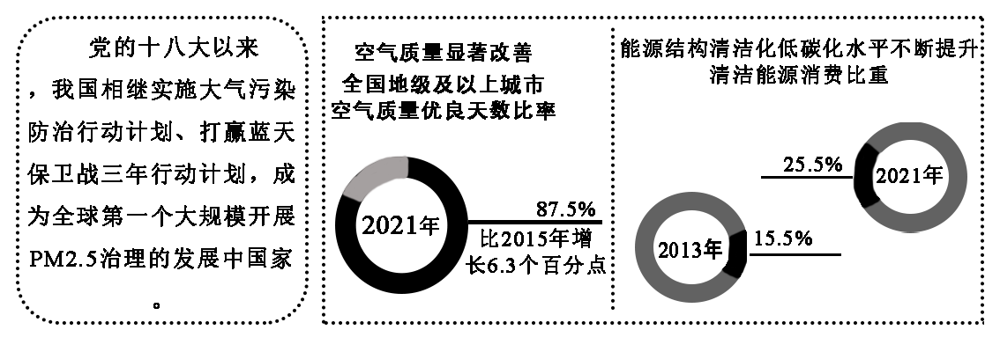 党的十八大以来
，我国相继实施大气污染
防治行动计划、打赢蓝天
保卫战三年行动计划，成
为全球第一个大规模开展
PM2.5治理的发展中国家
。
空气质量显著改善
全国地级及以上城市
空气质量优良天数比率
2021年
87.5%
比2015年增
长6.3个百分点
能源结构清洁化低碳化水平不断提升
清洁能源消费比重
25.5%
2021年
2013年
15.5%